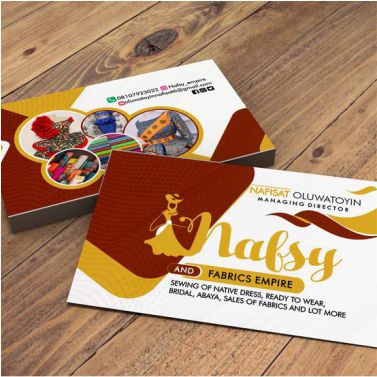 08107923022 Nafsy_empire
oluwatoyinnafisat6@gmail.com
NAFISAT OLUWATOYIN
MANAGING DIRECTOR
Nafsy
AND FABRICS EMPIRE
SEWING OF NATIVE DRESS, READY TO WEAR,
BRIDAL, ABAYA, SALES OF FABRICS AND LOT MORE